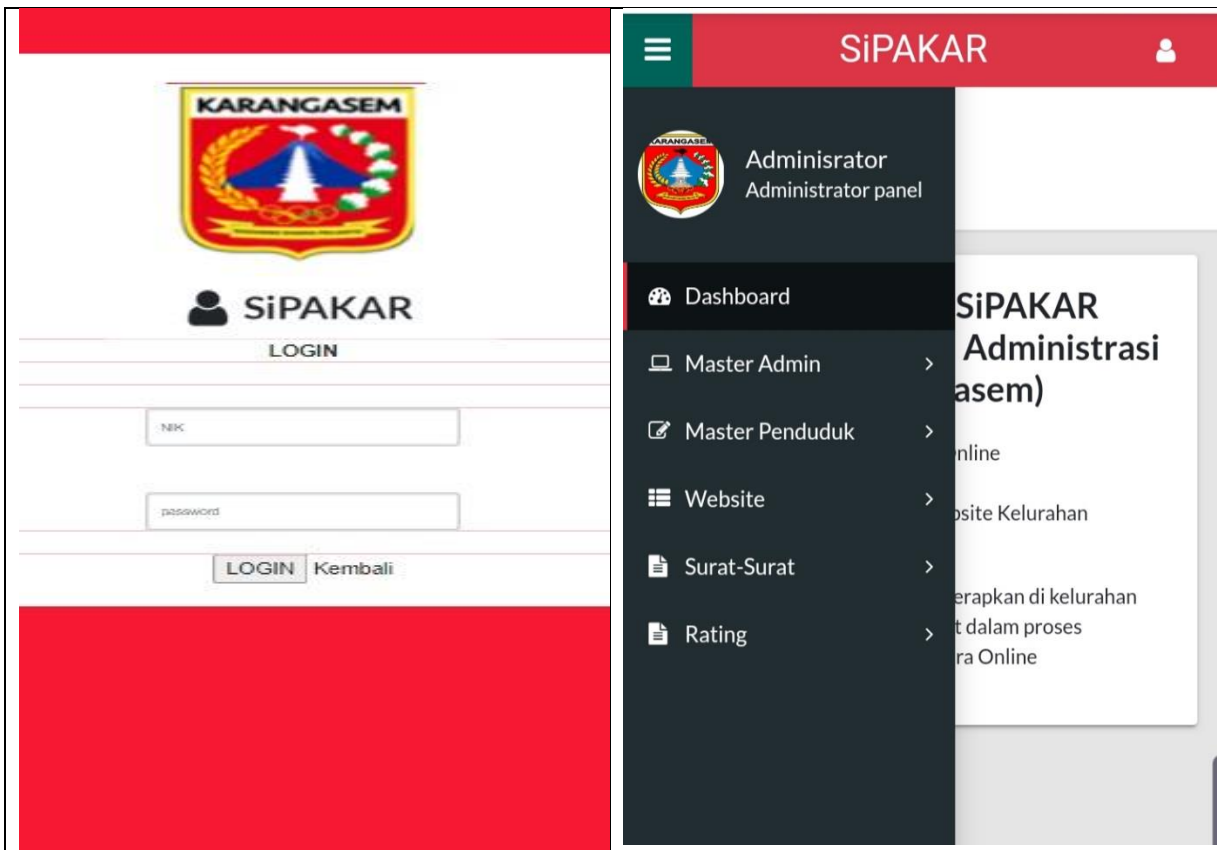 KARANGASEM
SiPAKAR
LOGIN
NIK
password
LOGIN Kembali
SiPAKAR
Adminisrator
Administrator panel
Dashboard
Master Admin
Master Penduduk
Website
Surat-Surat
Rating
SiPAKAR
Administrasi
asem)
nline
site Kelurahan
erapkan di kelurahan
t dalam proses
ra Online